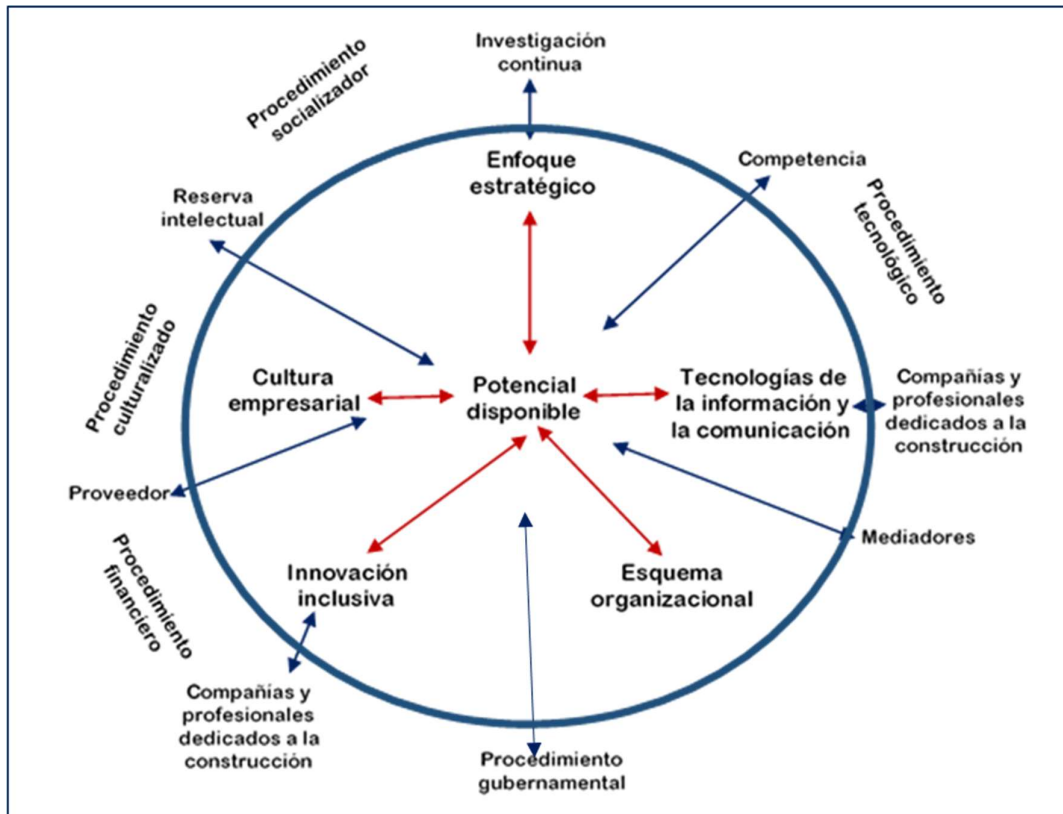 Procedimiento
socializador
Investigación
continua
Enfoque
estratégico
Competencia
Procedimiento
tecnológico
Reserva
intelectual
Procedimiento
culturalizado
Cultura
empresarial
Potencial
disponible
Tecnologías de
la información y
la comunicación
Compañías y
profesionales
dedicados a la
construcción
Proveedor
Mediadores
Procedimiento
financiero
Innovación
inclusiva
Esquema
organizacional
Compañías y
profesionales
dedicados a la
construcción
Procedimiento
gubernamental